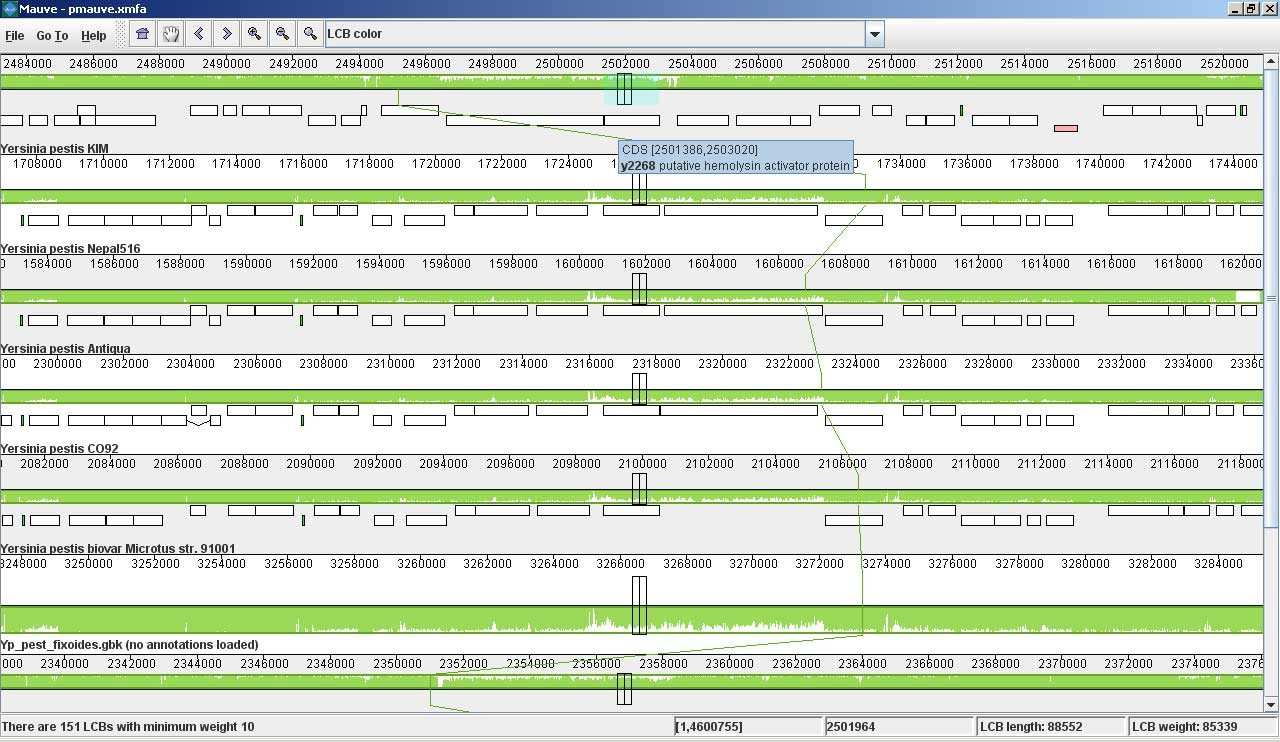 Mauve - pmauve.xmfa
File Go To Help LCB color
2484000 2486000 2488000 2490000 2492000 2494000 2496000 2498000 2500000 2502000 2504000 2506000 2508000 2510000 2512000 2514000 2516000 2518000 2520000
Yersinia pestis KIM
CDS [2501386,2503020]
y2268 putative hemolysin activator protein
1708000 1710000 1712000 1714000 1716000 1718000 1720000 1722000 1724000 1734000 1736000 1738000 1740000 1742000 1744000
Yersinia pestis Nepal516
0 1584000 1586000 1588000 1590000 1592000 1594000 1596000 1598000 1600000 1602000 1604000 1606000 1608000 1610000 1612000 1614000 1616000 1618000 1620000
Yersinia pestis Antiqua
00 2300000 2302000 2304000 2306000 2308000 2310000 2312000 2314000 2316000 2318000 2320000 2322000 2324000 2326000 2328000 2330000 2332000 2334000 23360
Yersinia pestis CO92
2082000 2084000 2086000 2088000 2090000 2092000 2094000 2096000 2098000 2100000 2102000 2104000 2106000 2108000 2110000 2112000 2114000 2116000 2118000
Yersinia pestis biovar Microtus str. 91001
3248000 3250000 3252000 3254000 3256000 3258000 3260000 3262000 3264000 3266000 3268000 3270000 3272000 3274000 3276000 3278000 3280000 3282000 3284000
Yp_pest_fixoides.gbk (no annotations loaded)
000 2340000 2342000 2344000 2346000 2348000 2350000 2352000 2354000 2356000 2358000 2360000 2362000 2364000 2366000 2368000 2370000 2372000 2374000 2376
There are 151 LCBs with minimum weight 10 [1,4600755] 2501964 LCB length: 88552 LCB weight: 85339